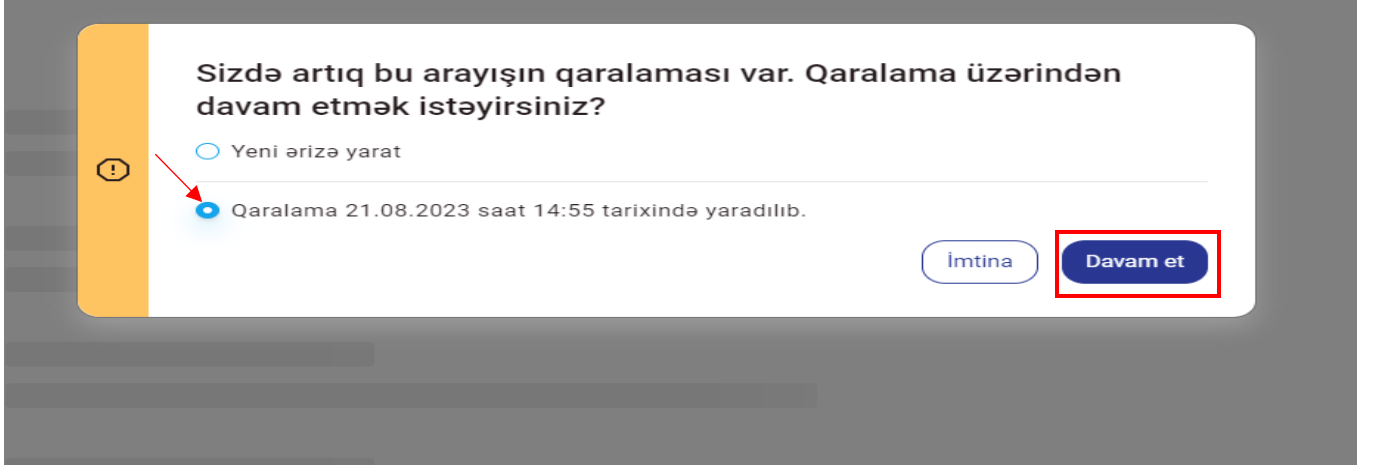 Sizdə artıq bu arayışın qaralaması var. Qaralama üzərindən
davam etmək istəyirsiniz?
Yeni ərizə yarat
Qaralama 21.08.2023 saat 14:55 tarixində yaradılıb.
İmtina
Davam et